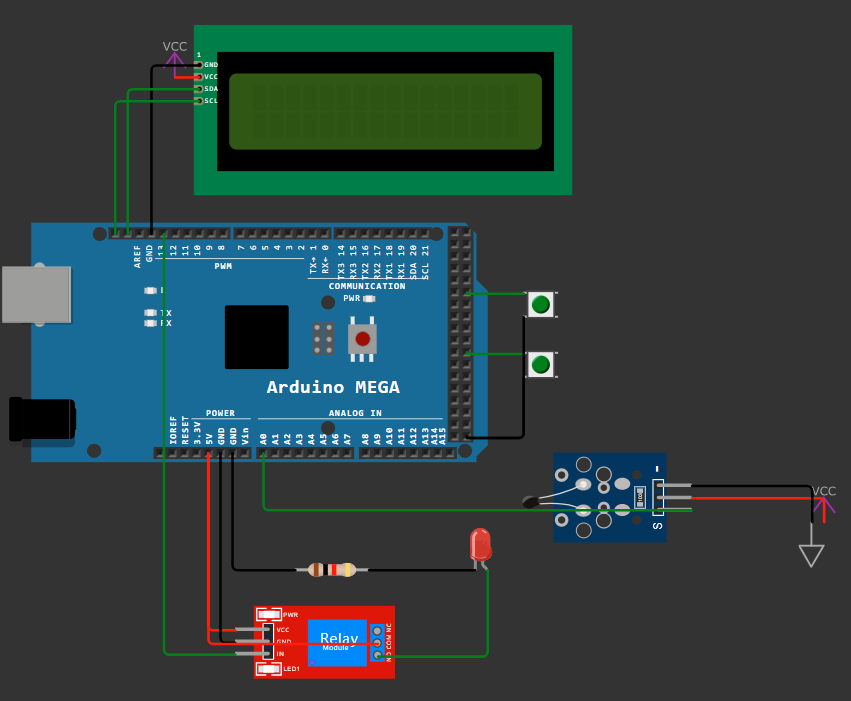 VCC
1
GND
VCC
SDA
SCL
AREF
GND
13
12
11
10
9
8
7
6
5
4
3
2
TX→ 1
RX← 0
TX3 14
RX3 15
TX2 16
RX2 17
TX1 18
RX1 19
SDA 20
SCL 21
PWM
COMMUNICATION
PWR
L
TX
RX
Arduino MEGA
POWER
ANALOG IN
IOREF
RESET
3.3V
5V
GND
GND
Vin
A0
A1
A2
A3
A4
A5
A6
A7
A8
A9
A10
A11
A12
A13
A14
A15
-
S
VCC
PWR
VCC
GND
IN
LED1
Relay
Module
NO COM NC